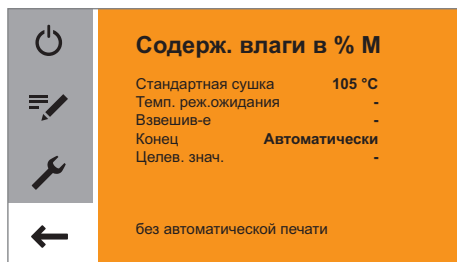 Содерж. влаги в % M
Стандартная сушка 105 °C
Темп. реж.ожидания -
Взвешив-е -
Конец Автоматически
Целев. знач. -
без автоматической печати